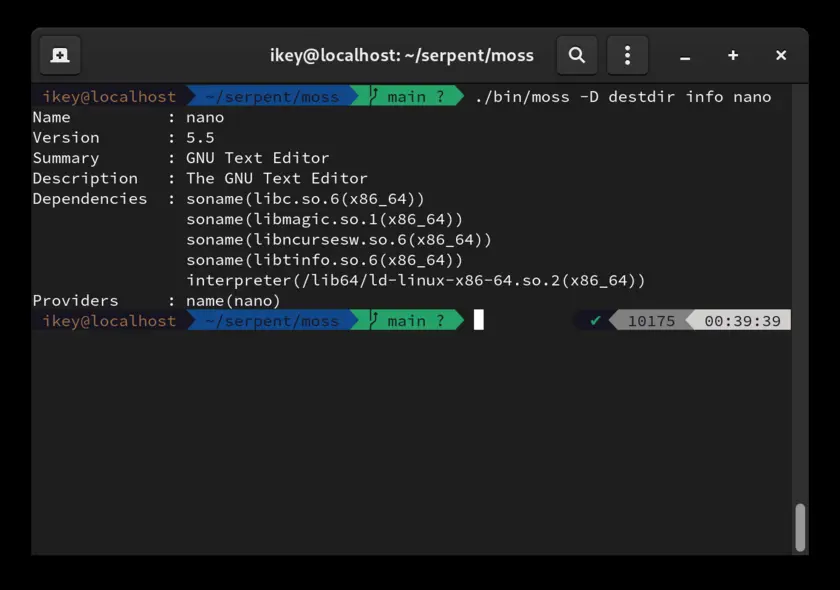 ikey@localhost: ~/serpent/moss
ikey@localhost ~/serpent/moss main ? ./bin/moss -D destdir info nano
Name : nano
Version : 5.5
Summary : GNU Text Editor
Description : The GNU Text Editor
Dependencies : soname(libc.so.6(x86_64))
soname(libmagic.so.1(x86_64))
soname(libncursesw.so.6(x86_64))
soname(libtinfo.so.6(x86_64))
interpreter(/lib64/ld-linux-x86-64.so.2(x86_64))
Providers : name(nano)
ikey@localhost ~/serpent/moss main ? ✔ 10175 00:39:39